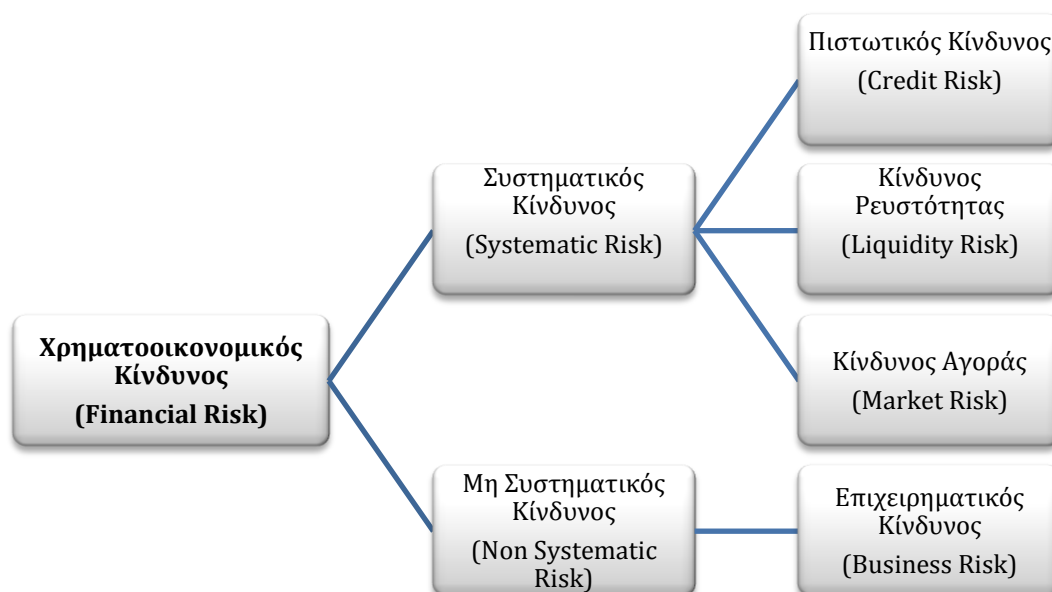 Πιστωτικός Κίνδυνος
(Credit Risk)
Συστηματικός
Κίνδυνος
(Systematic Risk)
Κίνδυνος
Ρευστότητας
(Liquidity Risk)
Χρηματοοικονομικός
Κίνδυνος
(Financial Risk)
Κίνδυνος Αγοράς
(Market Risk)
Μη Συστηματικός
Κίνδυνος
(Non Systematic
Risk)
Επιχειρηματικός
Κίνδυνος
(Business Risk)